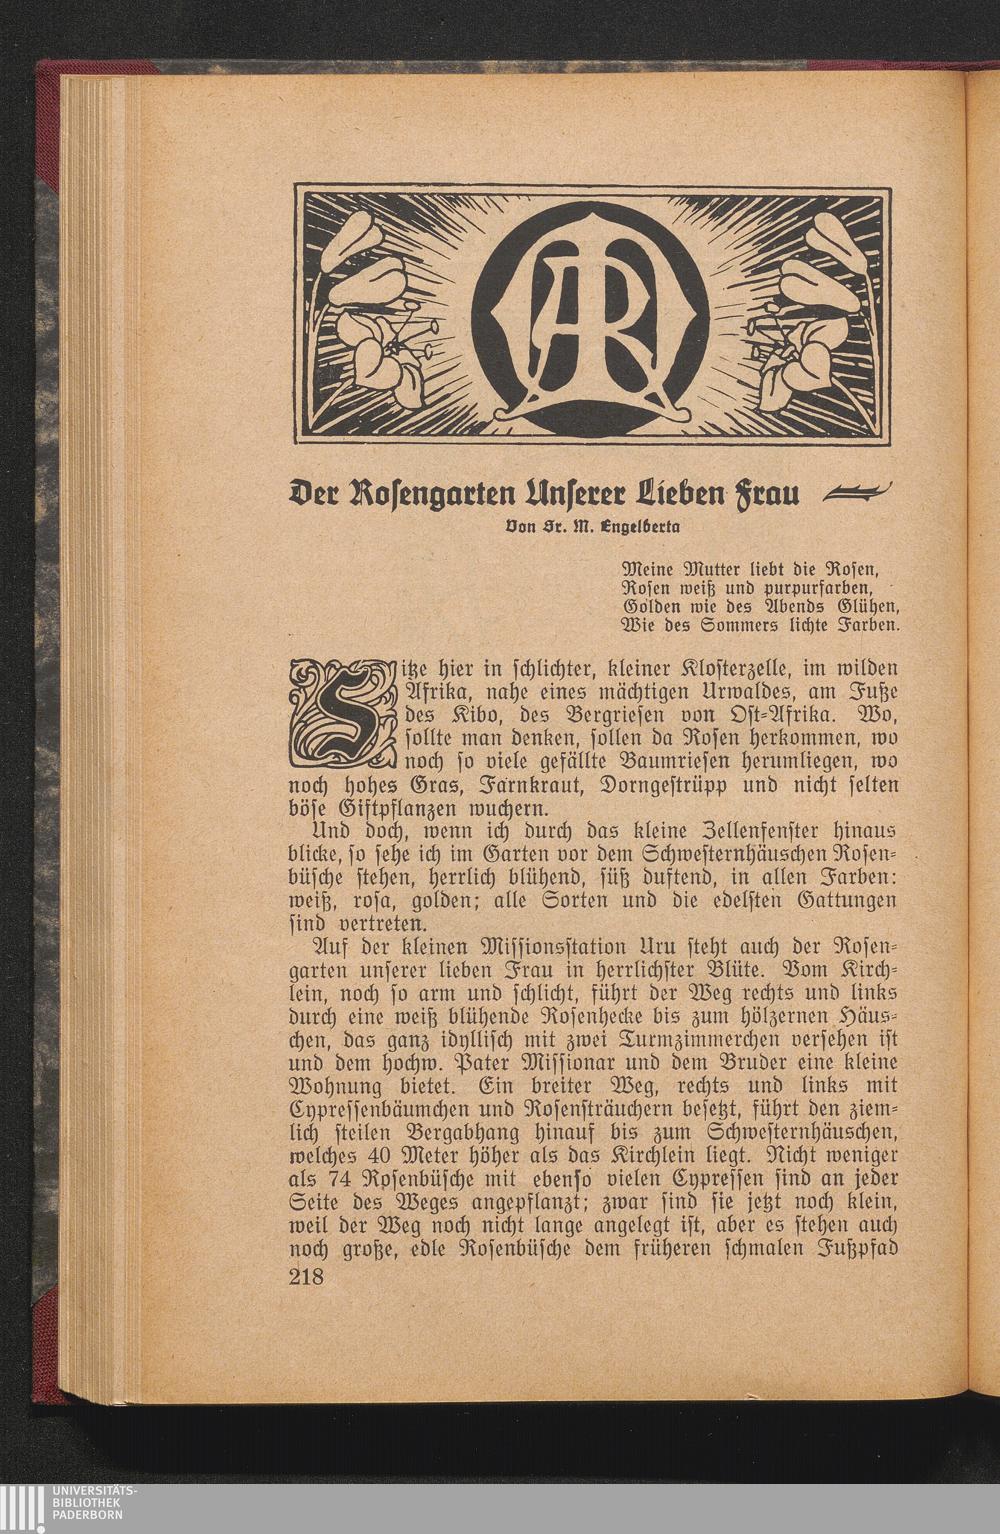 Der Rosengarten Unserer Lieben Frau
Von Sr. M. Engelberta
Meine Mutter liebt die Rosen,
Rosen weiß und purpurfarben,
Golden wie des Abends Glühen,
Wie des Sommers lichte Farben.
Sitze hier in schlichter, kleiner Klosterzelle, im wilden
Afrika, nahe eines mächtigen Urwaldes, am Fuße
des Kibo, des Bergriesen von Ost-Afrika. Wo,
sollte man denken, sollen da Rosen herkommen, wo
noch so viele gefällte Baumriesen herumliegen, wo
noch hohes Gras, Farnkraut, Dorngestrüpp und nicht selten
böse Giftpflanzen wuchern.
Und doch, wenn ich durch das kleine Zellenfenster hinaus
blicke, so sehe ich im Garten vor dem Schwesternhäuschen Rosen-
büsche stehen, herrlich blühend, süß duftend, in allen Farben:
weiß, rosa, golden; alle Sorten und die edelsten Gattungen
sind vertreten.
Auf der kleinen Missionsstation Uru steht auch der Rosen-
garten unserer lieben Frau in herrlichster Blüte. Vom Kirch-
lein, noch so arm und schlicht, führt der Weg rechts und links
durch eine weiß blühende Rosenhecke bis zum hölzernen Häus-
chen, das ganz idyllisch mit zwei Turmzimmerchen versehen ist
und dem hochw. Pater Missionar und dem Bruder eine kleine
Wohnung bietet. Ein breiter Weg, rechts und links mit
Cypressenbäumchen und Rosensträuchern besetzt, führt den ziem-
lich steilen Bergabhang hinauf bis zum Schwesternhäuschen,
welches 40 Meter höher als das Kirchlein liegt. Nicht weniger
als 74 Rosenbüsche mit ebenso vielen Cypressen sind an jeder
Seite des Weges angepflanzt; zwar sind sie jetzt noch klein,
weil der Weg noch nicht lange angelegt ist, aber es stehen auch
noch große, edle Rosenbüsche dem früheren schmalen Fußpfad
218
UNIVERSITÄTS-
BIBLIOTHEK
PADERBORN